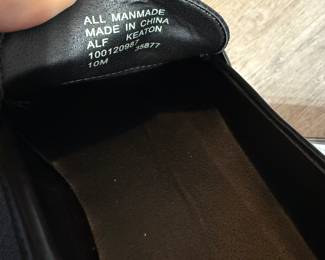 ALL MANMADE
MADE IN CHINA
ALF KEATON
100120987 35877
10M